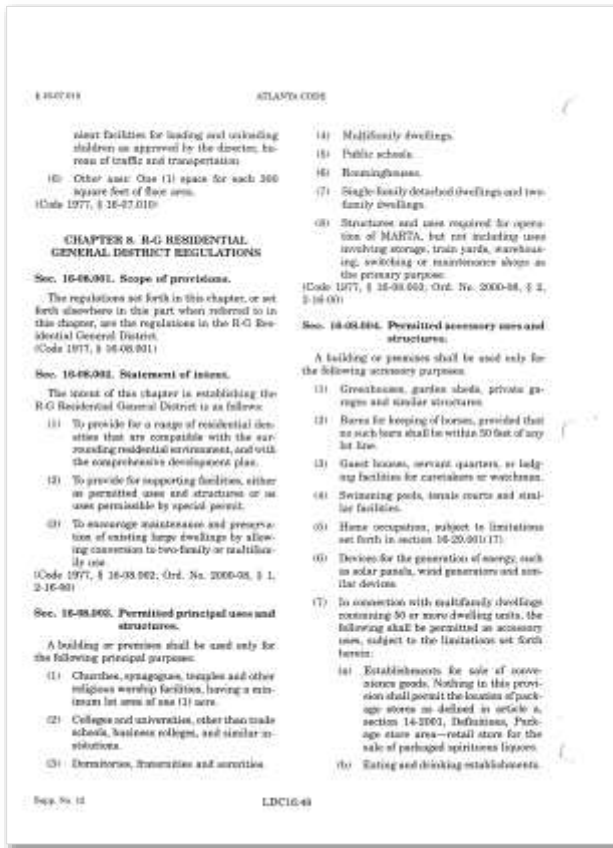 § 16-07.010
ATLANTA CODE
nient facilities for loading and unloading
children as approved by the director, bu-
reau of traffic and transportation.
(6) Other uses: One (1) space for each 300
square feet of floor area.
(Code 1977, § 16-07.010)
CHAPTER 8. R-G RESIDENTIAL
GENERAL DISTRICT REGULATIONS
Sec. 16-08.001. Scope of provisions.
The regulations set forth in this chapter, or set
forth elsewhere in this part when referred to in
this chapter, are the regulations in the R-G Res-
idential General District.
(Code 1977, § 16-08.001)
Sec. 16-08.002. Statement of intent.
The intent of this chapter in establishing the
R-G Residential General District is as follows:
(1) To provide for a range of residential den-
sities that are compatible with the sur-
rounding residential environment, and with
the comprehensive development plan.
(2) To provide for supporting facilities, either
as permitted uses and structures or as
uses permissible by special permit.
(3) To encourage maintenance and preserva-
tion of existing large dwellings by allow-
ing conversion to two-family or multifam-
ily use.
(Code 1977, § 16-08.002; Ord. No. 2000-08, § 1,
2-16-00)
Sec. 16-08.003. Permitted principal uses and
structures.
A building or premises shall be used only for
the following principal purposes:
(1) Churches, synagogues, temples and other
religious worship facilities, having a min-
imum lot area of one (1) acre.
(2) Colleges and universities, other than trade
schools, business colleges, and similar in-
stitutions.
(3) Dormitories, fraternities and sororities.
(4) Multifamily dwellings.
(5) Public schools.
(6) Roominghouses.
(7) Single-family detached dwellings and two-
family dwellings.
(8) Structures and uses required for opera-
tion of MARTA, but not including uses
involving storage, train yards, warehous-
ing, switching or maintenance shops as
the primary purpose.
(Code 1977, § 16-08.003; Ord. No. 2000-08, § 2,
2-16-00)
Sec. 16-08.004. Permitted accessory uses and
structures.
A building or premises shall be used only for
the following accessory purposes:
(1) Greenhouses, garden sheds, private ga-
rages and similar structures.
(2) Barns for keeping of horses, provided that
no such barn shall be within 50 feet of any
lot line.
(3) Guest houses, servant quarters, or lodg-
ing facilities for caretakers or watchman.
(4) Swimming pools, tennis courts and simi-
lar facilities.
(5) Home occupation, subject to limitations
set forth in section 16-29.001(17).
(6) Devices for the generation of energy, such
as solar panels, wind generators and sim-
ilar devices.
(7) In connection with multifamily dwellings
containing 50 or more dwelling units, the
following shall be permitted as accessory
uses, subject to the limitations set forth
herein:
(a) Establishments for sale of conve-
nience goods. Nothing in this provi-
sion shall permit the location of pack-
age stores as defined in article a,
section 14-2001, Definitions, Pack-
age store area—retail store for the
sale of packaged spirituous liquors.
(b) Eating and drinking establishments.
Supp. No. 12
LDC16:48